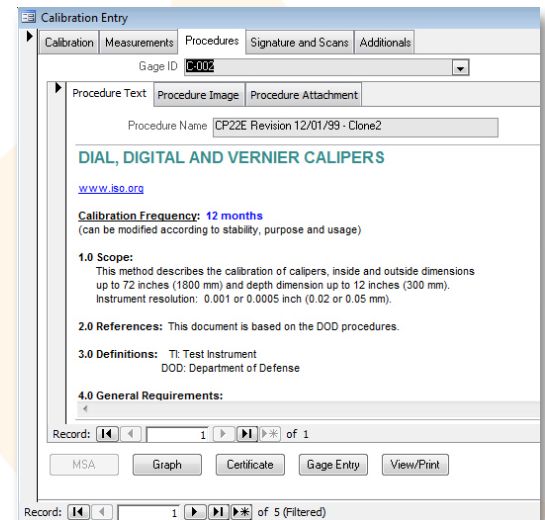 Calibration Entry
Calibration Measurements Procedures Signature and Scans Additionals
Gage ID C-002
Procedure Text Procedure Image Procedure Attachment
Procedure Name CP22E Revision 12/01/99 - Clone2
DIAL, DIGITAL AND VERNIER CALIPERS
www.iso.org
Calibration Frequency: 12 months
(can be modified according to stability, purpose and usage)
1.0 Scope:
This method describes the calibration of calipers, inside and outside dimensions
up to 72 inches (1800 mm) and depth dimension up to 12 inches (300 mm).
Instrument resolution: 0.001 or 0.0005 inch (0.02 or 0.05 mm).
2.0 References: This document is based on the DOD procedures.
3.0 Definitions: TI: Test Instrument
DOD: Department of Defense
4.0 General Requirements:
Record: 1 of 1
MSA Graph Certificate Gage Entry View/Print
Record: 1 of 5 (Filtered)